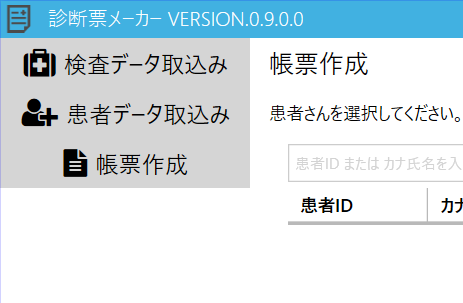 診断票メーカー VERSION.0.9.0.0
検査データ取込み
患者データ取込み
帳票作成
帳票作成
患者さんを選択してください。
患者ID または カナ氏名を入
患者ID
カナ